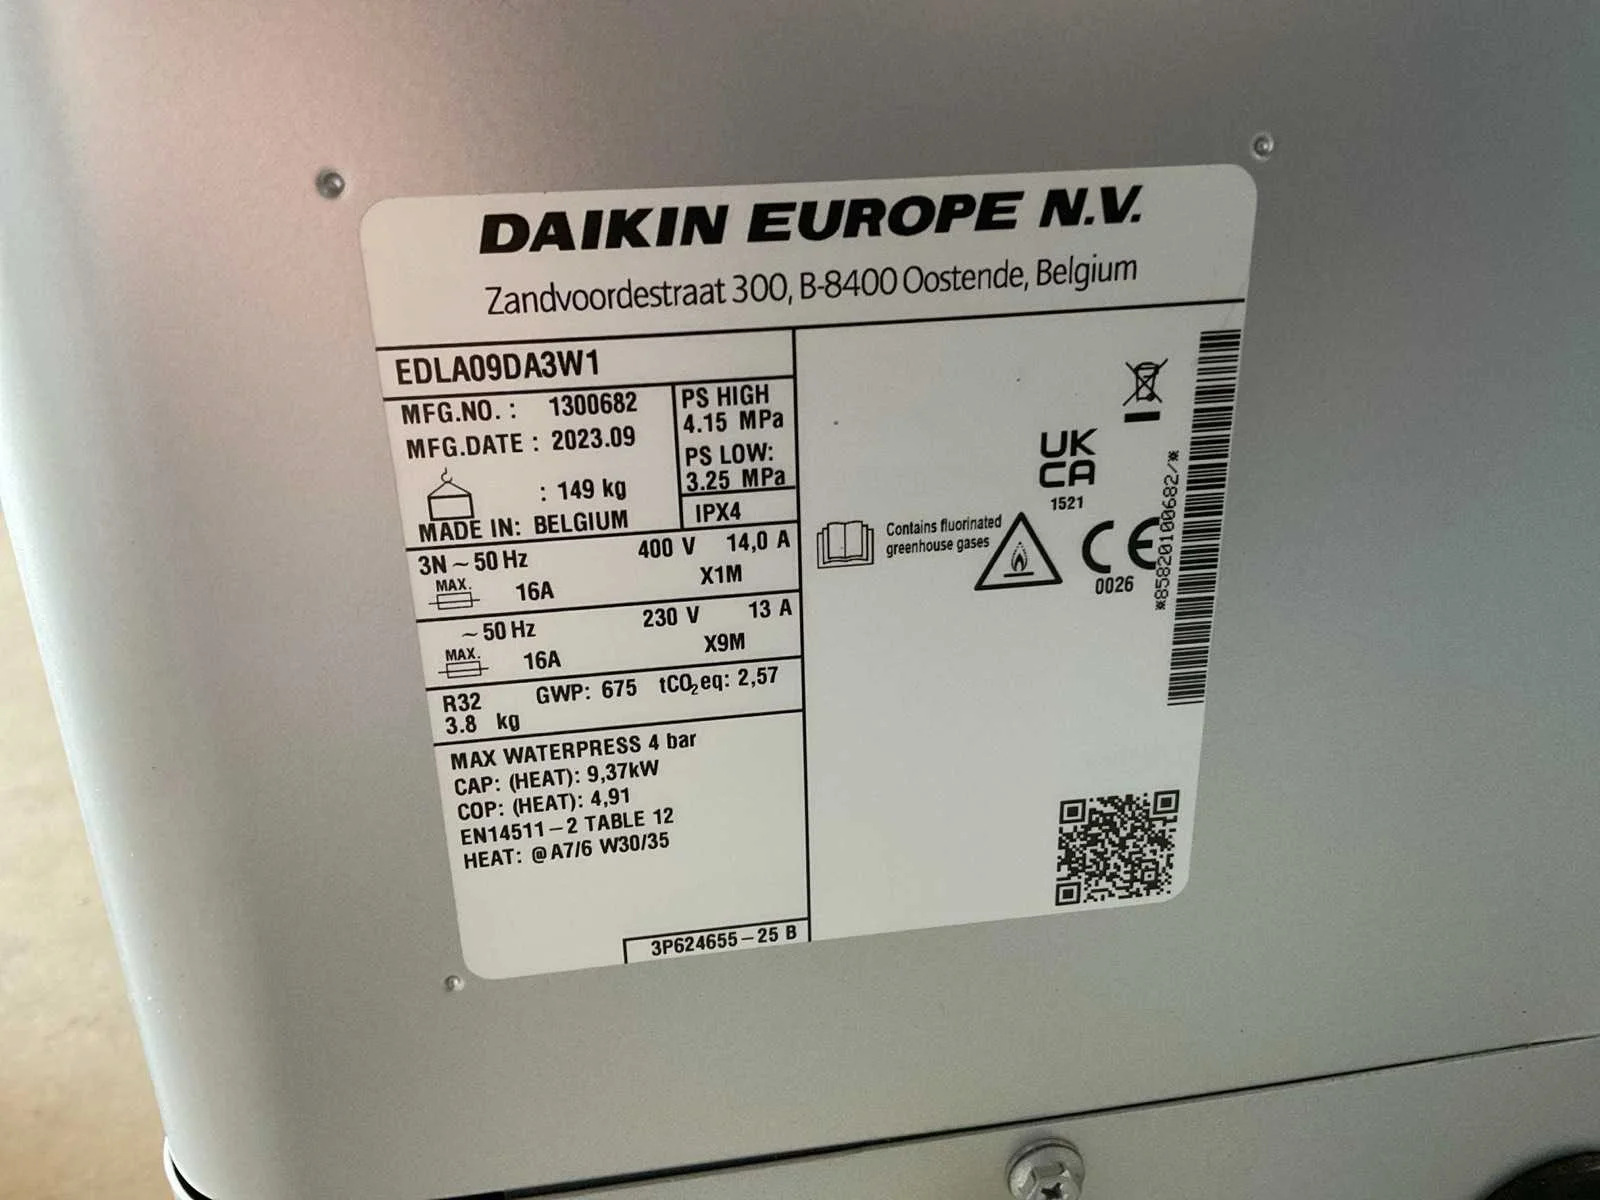 DAIKIN EUROPE N.V.
Zandvoordestraat 300, B-8400 Oostende, Belgium
EDLA09DA3W1
MFG.NO. : 1300682
MFG.DATE : 2023.09
: 149 kg
MADE IN: BELGIUM
PS HIGH
4.15 MPa
PS LOW:
3.25 MPa
IPX4
3N ~ 50 Hz 400 V 14,0 A
MAX. 16A X1M
~ 50 Hz 230 V 13 A
MAX. 16A X9M
R32 GWP: 675 tCO₂eq: 2,57
3.8 kg
MAX WATERPRESS 4 bar
CAP: (HEAT): 9,37kW
COP: (HEAT): 4,91
EN14511-2 TABLE 12
HEAT: @A7/6 W30/35
3P624655-25 B
Contains fluorinated
greenhouse gases
UK
CA
1521
CE
0026
*85820100682/*